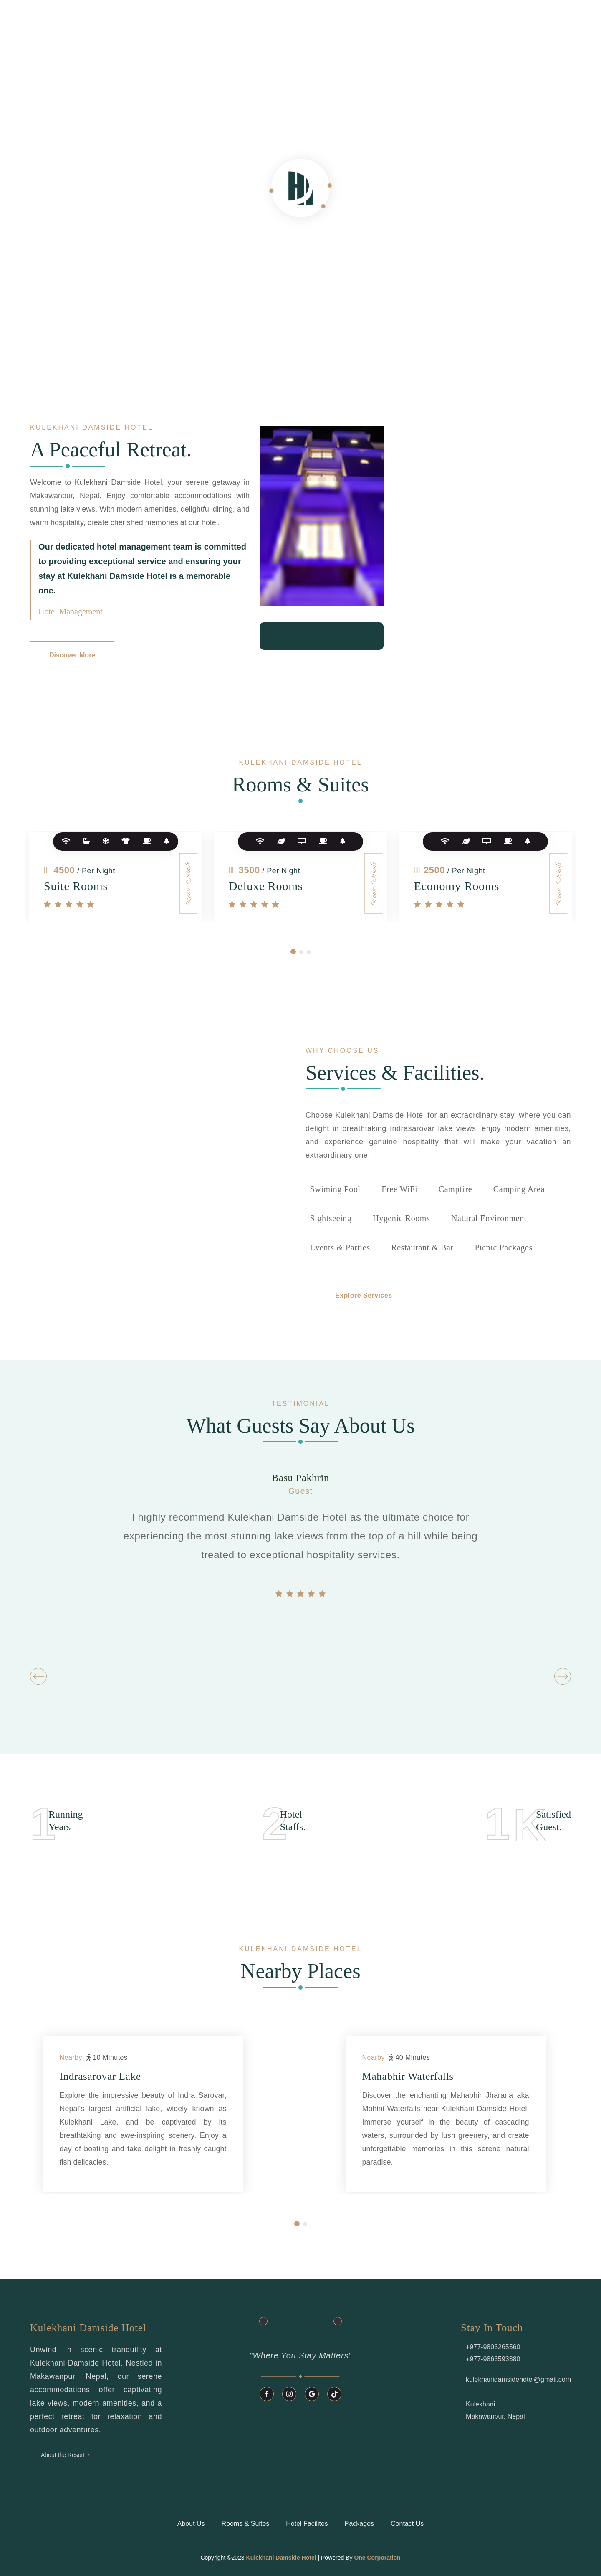 KULEKHANI DAMSIDE HOTEL
A Peaceful Retreat.
Welcome to Kulekhani Damside Hotel, your serene getaway in
Makawanpur, Nepal. Enjoy comfortable accommodations with
stunning lake views. With modern amenities, delightful dining, and
warm hospitality, create cherished memories at our hotel.
Our dedicated hotel management team is committed
to providing exceptional service and ensuring your
stay at Kulekhani Damside Hotel is a memorable
one.
Hotel Management
Discover More
KULEKHANI DAMSIDE HOTEL
Rooms & Suites
4500 / Per Night
Suite Rooms
Room Details
3500 / Per Night
Deluxe Rooms
Room Details
2500 / Per Night
Economy Rooms
Room Details
WHY CHOOSE US
Services & Facilities.
Choose Kulekhani Damside Hotel for an extraordinary stay, where you can
delight in breathtaking Indrasarovar lake views, enjoy modern amenities,
and experience genuine hospitality that will make your vacation an
extraordinary one.
Swiming Pool Free WiFi Campfire Camping Area
Sightseeing Hygenic Rooms Natural Environment
Events & Parties Restaurant & Bar Picnic Packages
Explore Services
TESTIMONIAL
What Guests Say About Us
Basu Pakhrin
Guest
I highly recommend Kulekhani Damside Hotel as the ultimate choice for
experiencing the most stunning lake views from the top of a hill while being
treated to exceptional hospitality services.
1
Running
Years
2
Hotel
Staffs.
1K
Satisfied
Guest.
KULEKHANI DAMSIDE HOTEL
Nearby Places
Nearby 10 Minutes
Indrasarovar Lake
Explore the impressive beauty of Indra Sarovar,
Nepal's largest artificial lake, widely known as
Kulekhani Lake, and be captivated by its
breathtaking and awe-inspiring scenery. Enjoy a
day of boating and take delight in freshly caught
fish delicacies.
Nearby 40 Minutes
Mahabhir Waterfalls
Discover the enchanting Mahabhir Jharana aka
Mohini Waterfalls near Kulekhani Damside Hotel.
Immerse yourself in the beauty of cascading
waters, surrounded by lush greenery, and create
unforgettable memories in this serene natural
paradise.
Kulekhani Damside Hotel
Unwind in scenic tranquility at
Kulekhani Damside Hotel. Nestled in
Makawanpur, Nepal, our serene
accommodations offer captivating
lake views, modern amenities, and a
perfect retreat for relaxation and
outdoor adventures.
About the Resort ›
"Where You Stay Matters"
Stay In Touch
+977-9803265560
+977-9863593380
kulekhanidamsidehotel@gmail.com
Kulekhani
Makawanpur, Nepal
About Us Rooms & Suites Hotel Facilites Packages Contact Us
Copyright ©2023 Kulekhani Damside Hotel | Powered By One Corporation